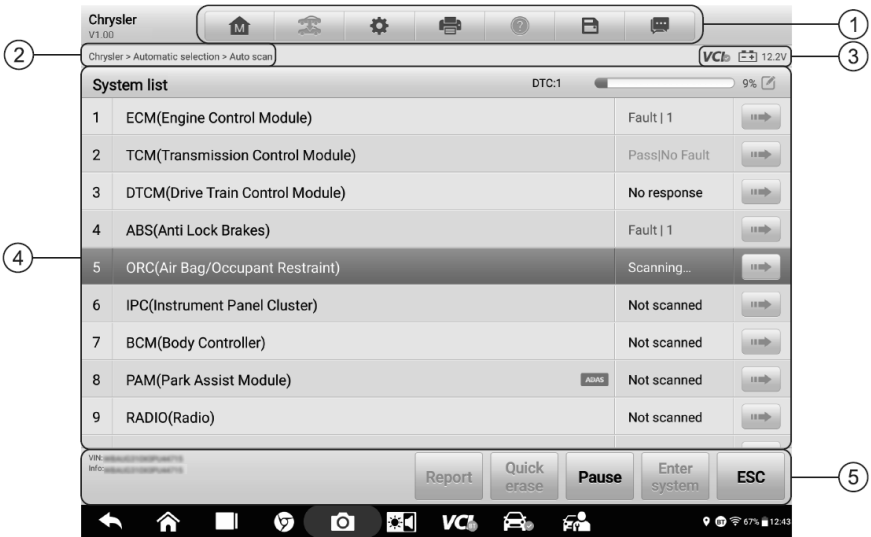 Chrysler
V1.00
M
?
1
2
Chrysler > Automatic selection > Auto scan
VCI 12.2V
3
System list DTC:1 9%
1 ECM(Engine Control Module) Fault | 1
2 TCM(Transmission Control Module) Pass|No Fault
3 DTCM(Drive Train Control Module) No response
4 ABS(Anti Lock Brakes) Fault | 1
4
5 ORC(Air Bag/Occupant Restraint) Scanning...
6 IPC(Instrument Panel Cluster) Not scanned
7 BCM(Body Controller) Not scanned
8 PAM(Park Assist Module) ADAS Not scanned
9 RADIO(Radio) Not scanned
VIN:
Info:
Report Quick erase Pause Enter system ESC
5
VCI 67% 12:43